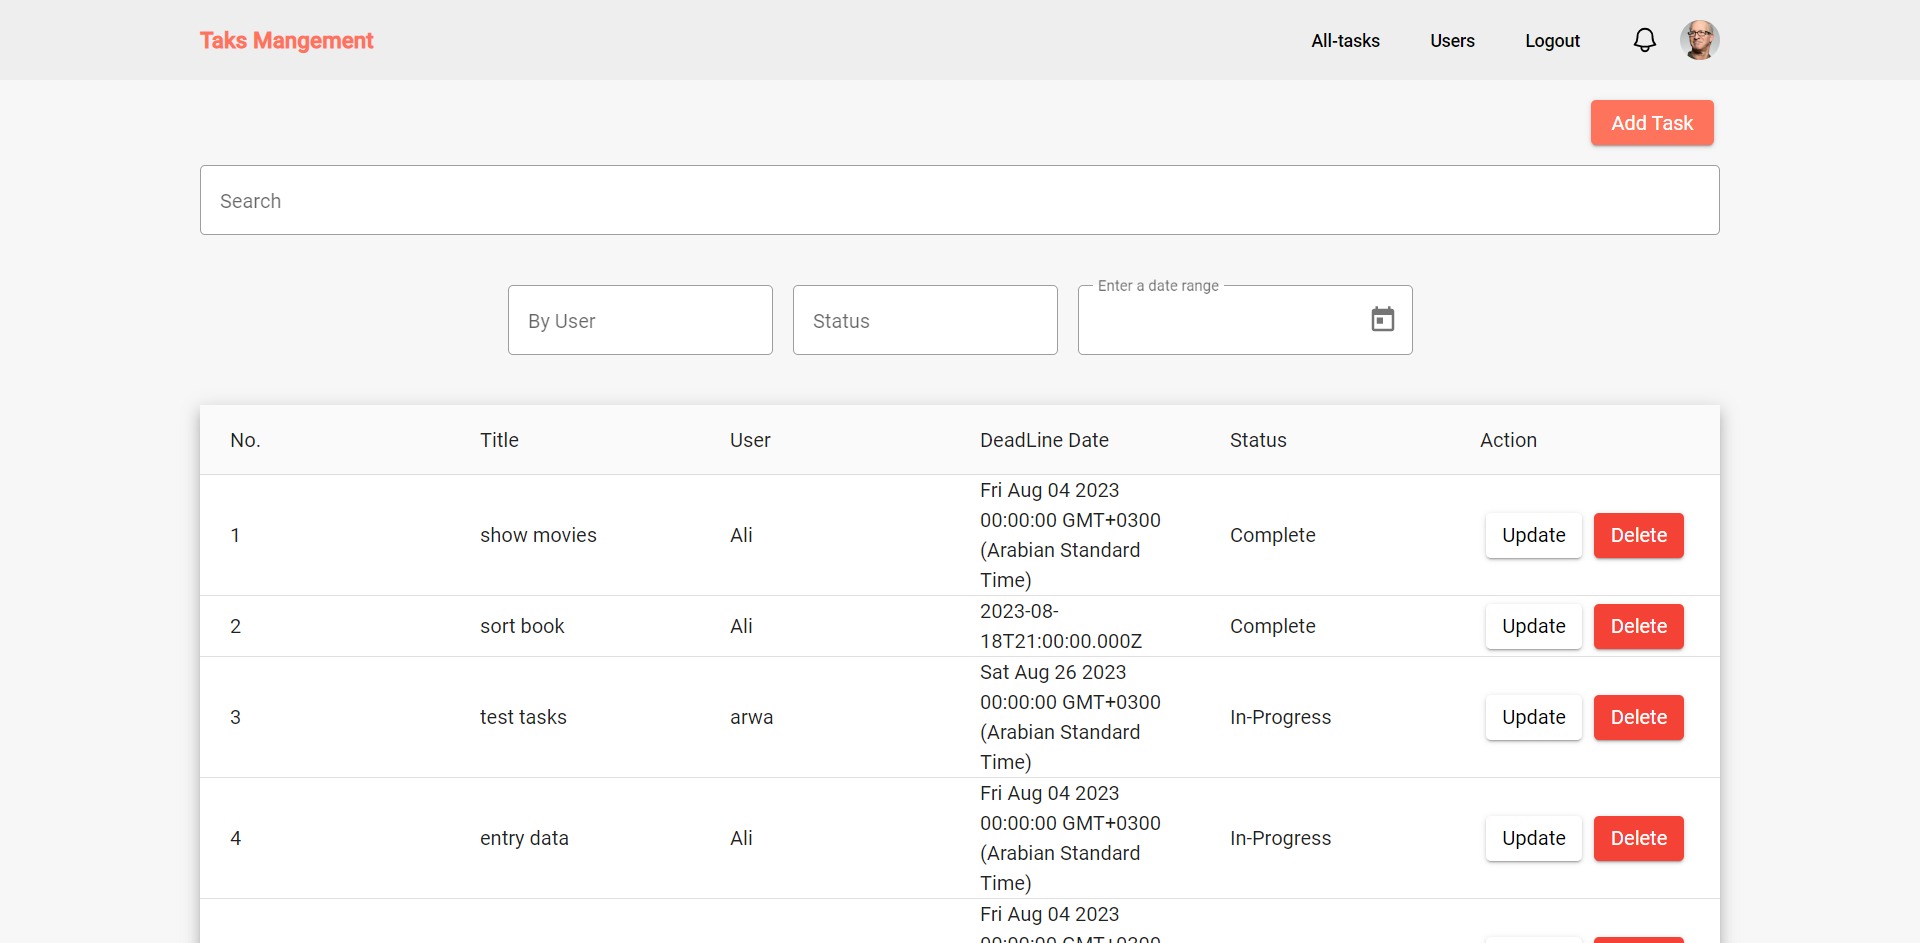 Taks Mangement
All-tasks Users Logout
Add Task
Search
Enter a date range
By User Status
No. Title User DeadLine Date Status Action
Fri Aug 04 2023
00:00:00 GMT+0300
1 show movies Ali Complete Update Delete
(Arabian Standard
Time)
2023-08-
2 sort book Ali Complete Update Delete
18T21:00:00.000Z
Sat Aug 26 2023
00:00:00 GMT+0300
3 test tasks arwa In-Progress Update Delete
(Arabian Standard
Time)
Fri Aug 04 2023
00:00:00 GMT+0300
4 entry data Ali In-Progress Update Delete
(Arabian Standard
Time)
Fri Aug 04 2023
00:00:00 GMT+0300